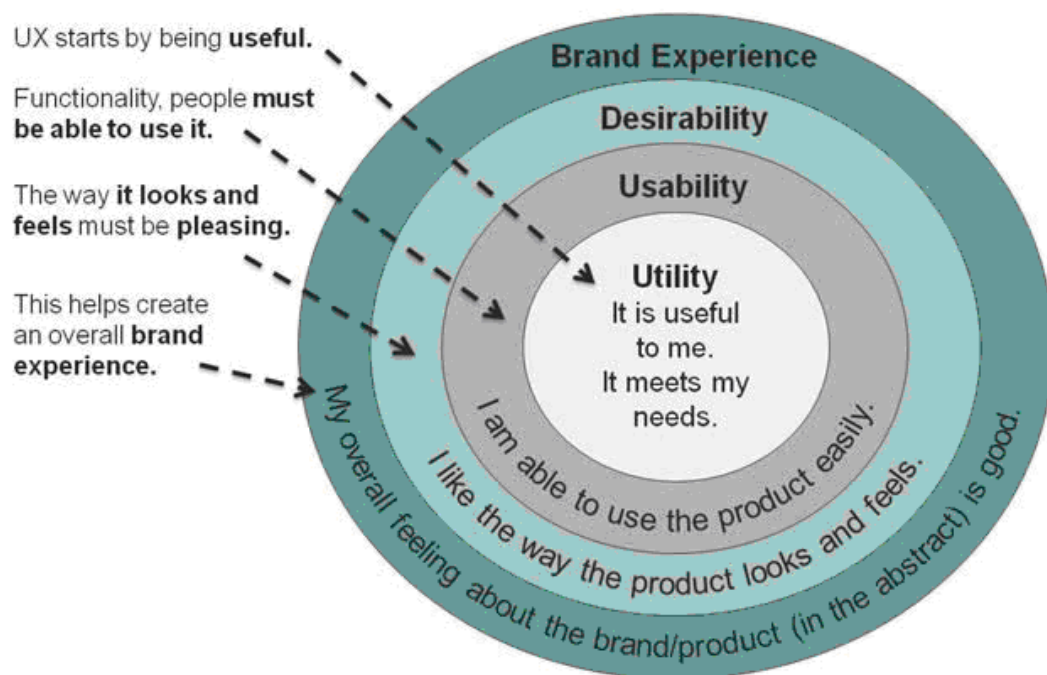 UX starts by being useful.
Functionality, people must
be able to use it.
The way it looks and
feels must be pleasing.
This helps create
an overall brand
experience.
Brand Experience
Desirability
Usability
Utility
It is useful
to me.
It meets my
needs.
I am able to use the product easily.
I like the way the product looks and feels.
My overall feeling about the brand/product (in the abstract) is good.